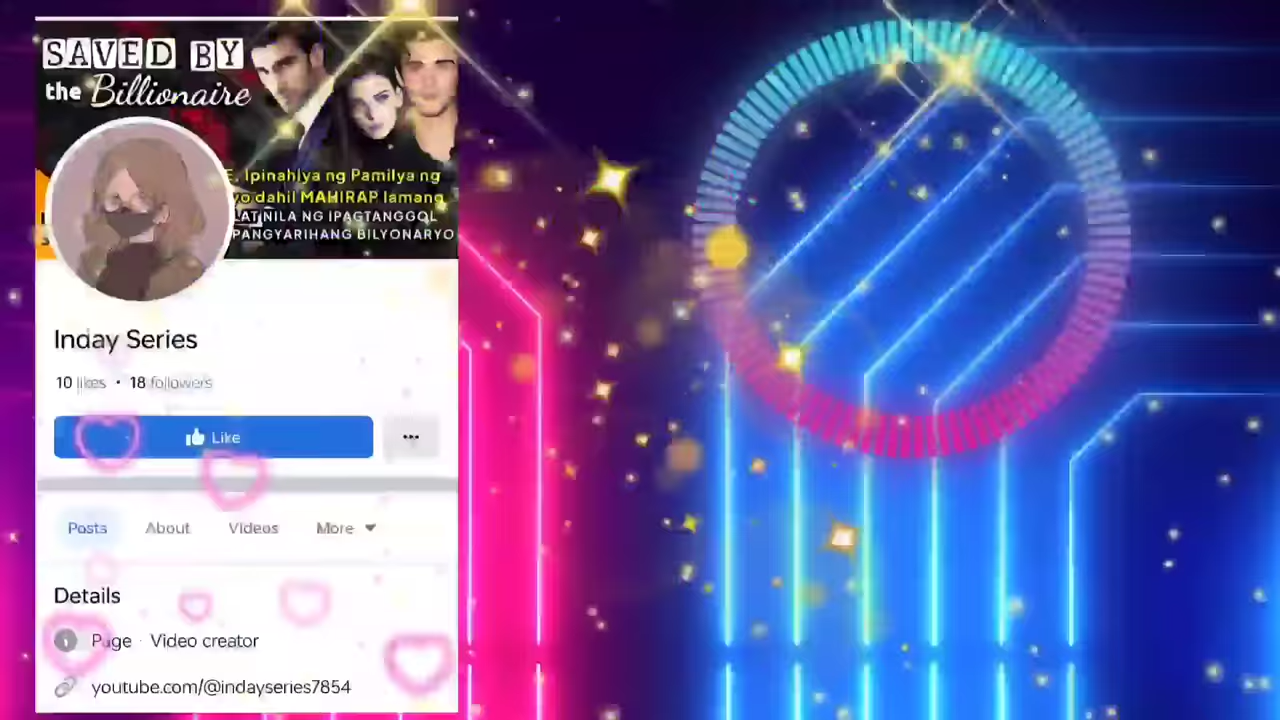 SAVED BY
the Billionaire
E, Ipinahiya ng Pamilya ng
yo dahil MAHIRAP lamang
NILA NG IPAGTANGGOL
PANGYARIHANG BILYONARYO
Inday Series
10 likes · 18 followers
Like
Posts About Videos More
Details
Page · Video creator
youtube.com/@indayseries7854